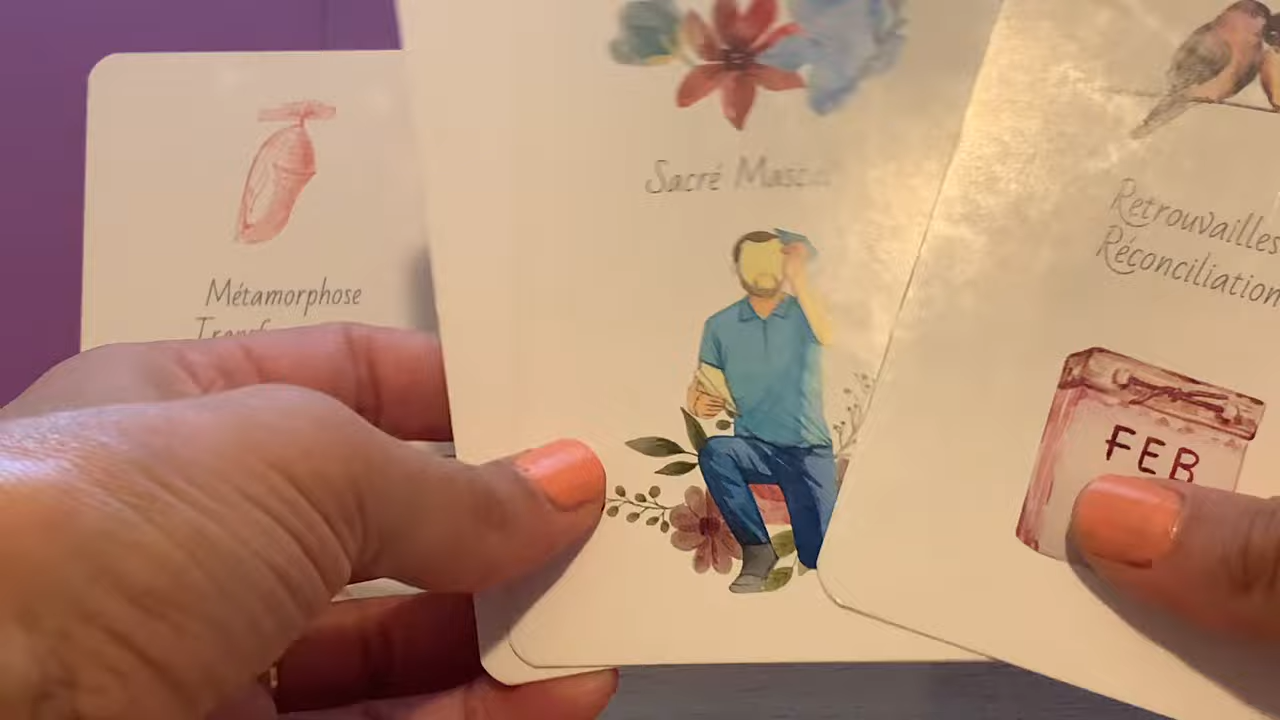 Métamorphose
Sacré
Retrouvailles
Réconciliation
FEB